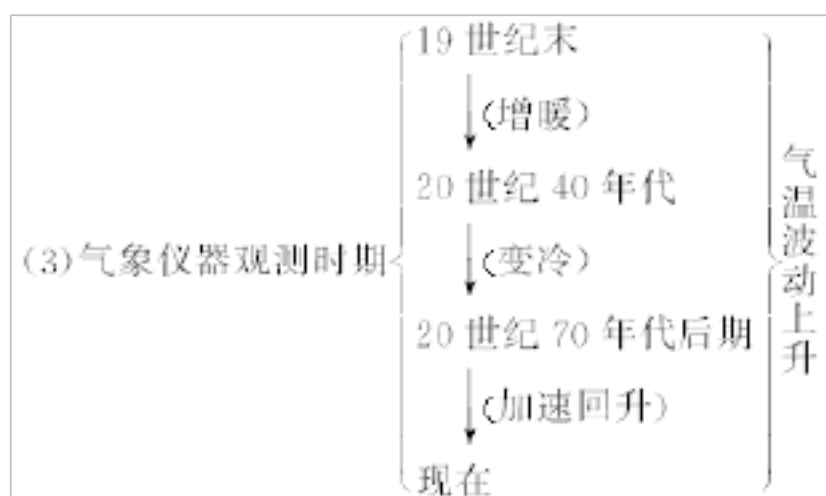 19 世纪末
(增暖)
20 世纪 40 年代
(3)气象仪器观测时期
(变冷)
20 世纪 70 年代后期
(加速回升)
现在
气温波动上升